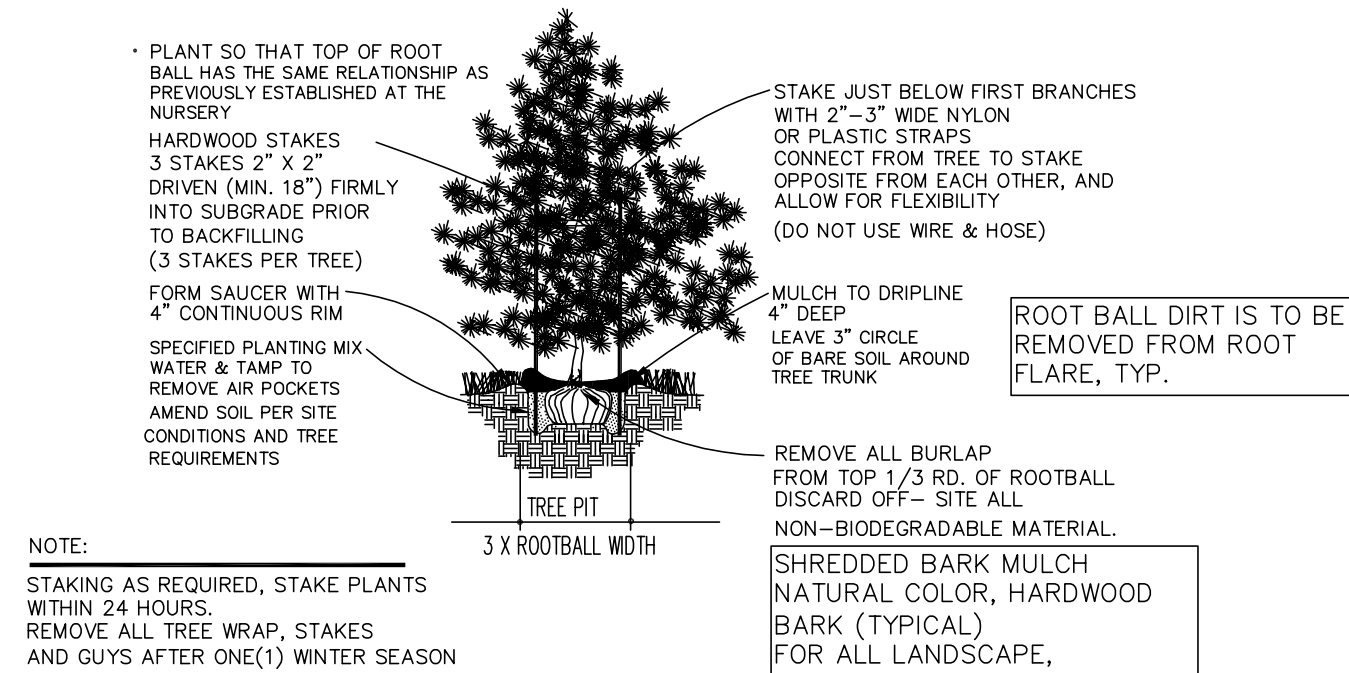 • PLANT SO THAT TOP OF ROOT
BALL HAS THE SAME RELATIONSHIP AS
PREVIOUSLY ESTABLISHED AT THE
NURSERY
HARDWOOD STAKES
3 STAKES 2" X 2"
DRIVEN (MIN. 18") FIRMLY
INTO SUBGRADE PRIOR
TO BACKFILLING
(3 STAKES PER TREE)
FORM SAUCER WITH
4" CONTINUOUS RIM
SPECIFIED PLANTING MIX
WATER & TAMP TO
REMOVE AIR POCKETS
AMEND SOIL PER SITE
CONDITIONS AND TREE
REQUIREMENTS
STAKE JUST BELOW FIRST BRANCHES
WITH 2"-3" WIDE NYLON
OR PLASTIC STRAPS
CONNECT FROM TREE TO STAKE
OPPOSITE FROM EACH OTHER, AND
ALLOW FOR FLEXIBILITY
(DO NOT USE WIRE & HOSE)
MULCH TO DRIPLINE
4" DEEP
LEAVE 3" CIRCLE
OF BARE SOIL AROUND
TREE TRUNK
ROOT BALL DIRT IS TO BE
REMOVED FROM ROOT
FLARE, TYP.
REMOVE ALL BURLAP
FROM TOP 1/3 RD. OF ROOTBALL
DISCARD OFF- SITE ALL
NON-BIODEGRADABLE MATERIAL.
TREE PIT
3 X ROOTBALL WIDTH
NOTE:
STAKING AS REQUIRED, STAKE PLANTS
WITHIN 24 HOURS.
REMOVE ALL TREE WRAP, STAKES
AND GUYS AFTER ONE(1) WINTER SEASON
SHREDDED BARK MULCH
NATURAL COLOR, HARDWOOD
BARK (TYPICAL)
FOR ALL LANDSCAPE,